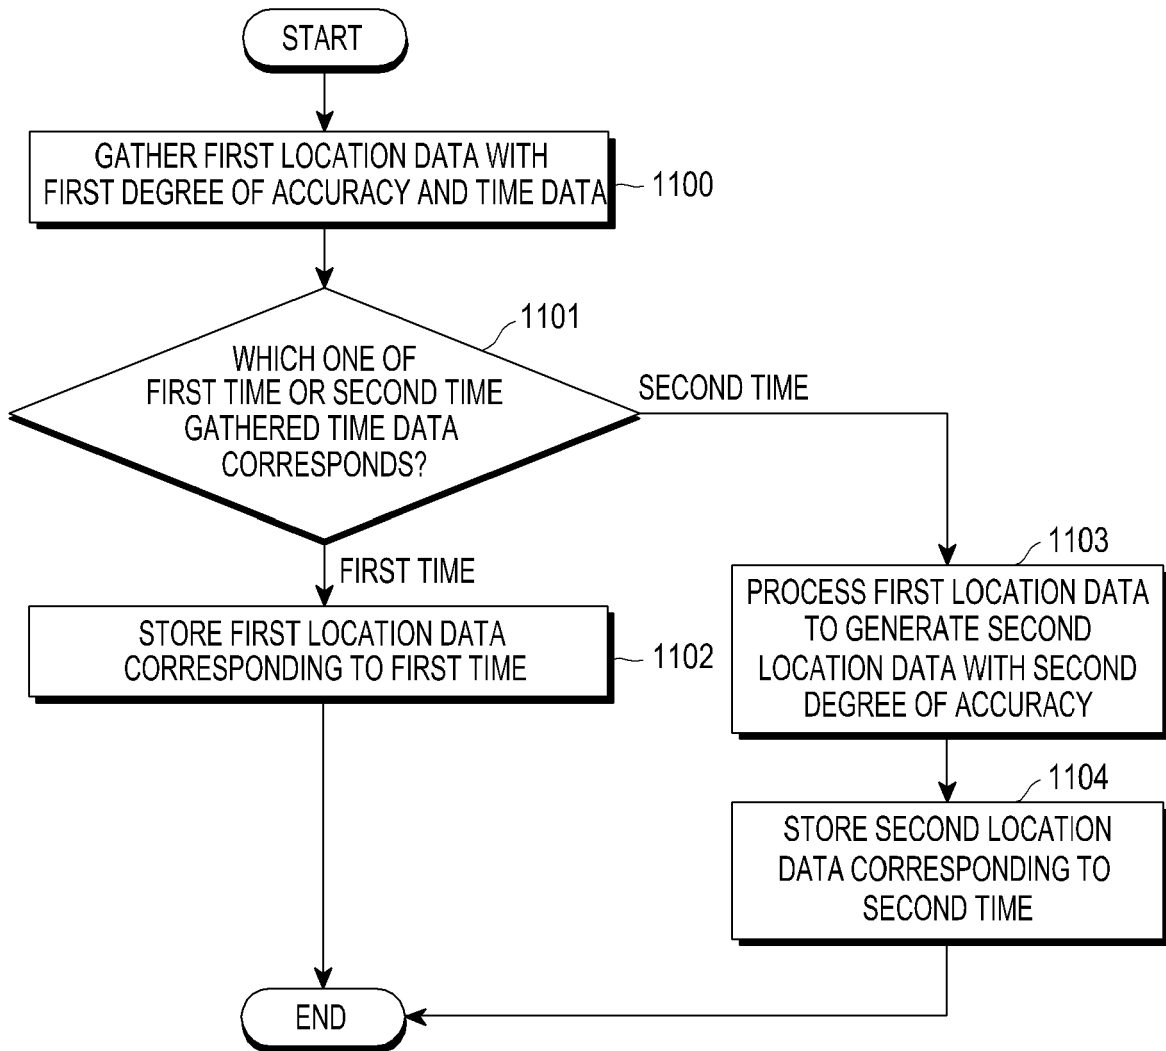 START
GATHER FIRST LOCATION DATA WITH
FIRST DEGREE OF ACCURACY AND TIME DATA
1100
1101
WHICH ONE OF
FIRST TIME OR SECOND TIME
GATHERED TIME DATA
CORRESPONDS?
SECOND TIME
FIRST TIME
STORE FIRST LOCATION DATA
CORRESPONDING TO FIRST TIME
1102
1103
PROCESS FIRST LOCATION DATA
TO GENERATE SECOND
LOCATION DATA WITH SECOND
DEGREE OF ACCURACY
1104
STORE SECOND LOCATION
DATA CORRESPONDING TO
SECOND TIME
END